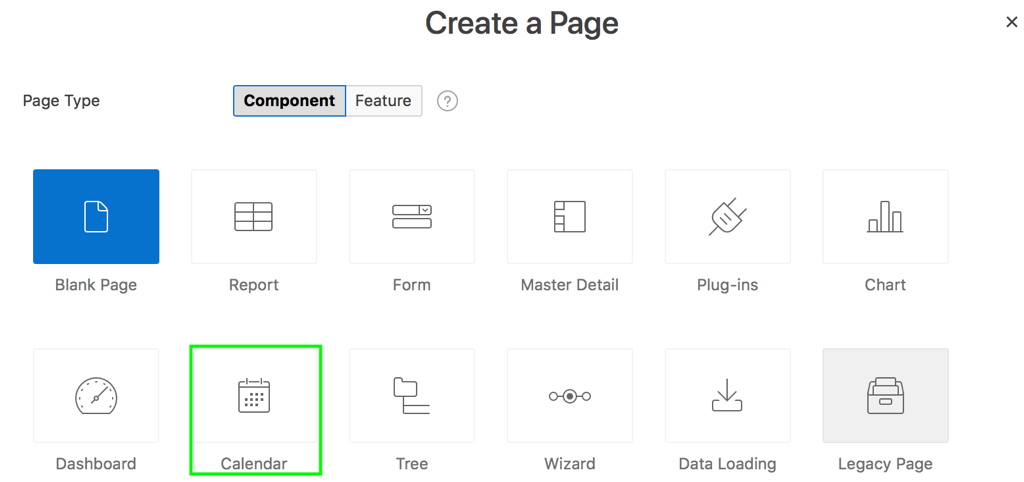 Create a Page
×
Page Type
Component Feature ?
Blank Page Report Form Master Detail Plug-ins Chart
Dashboard Calendar Tree Wizard Data Loading Legacy Page